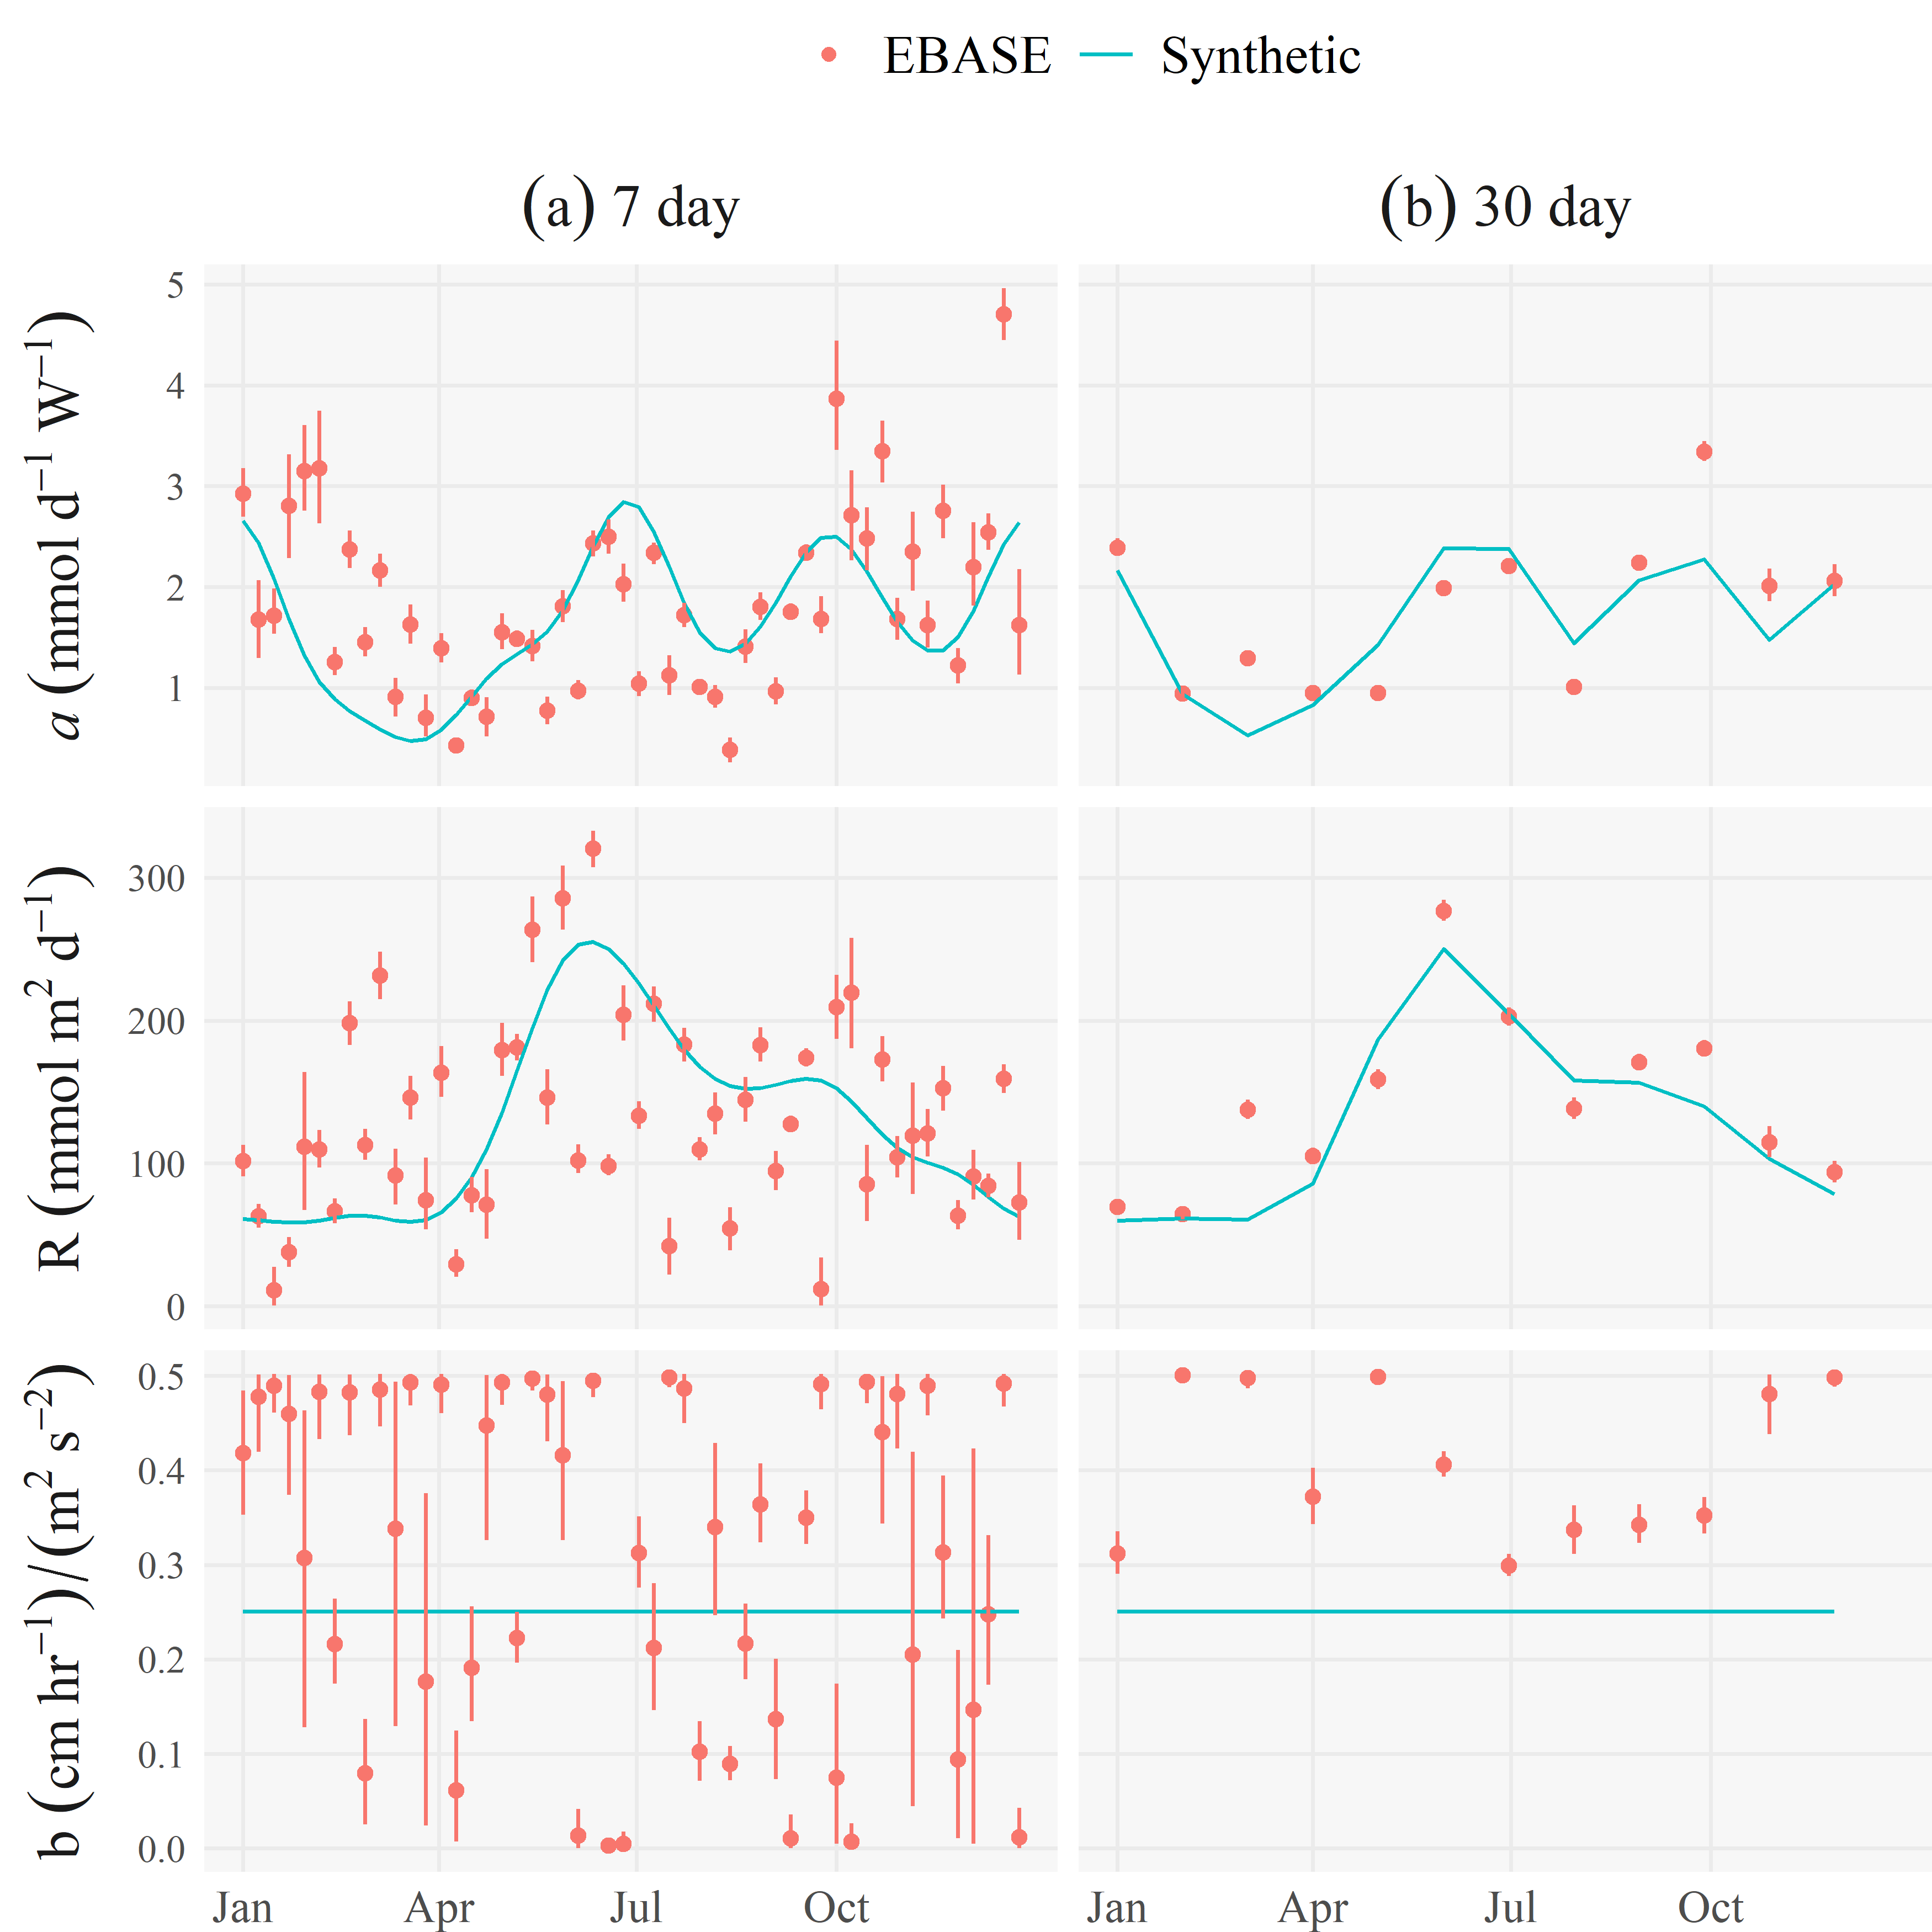 EBASE Synthetic
(a) 7 day
(b) 30 day
a (mmol d⁻¹ W⁻¹)
5
4
3
2
1
R (mmol m² d⁻¹)
300
200
100
0
b (cm hr⁻¹)/(m² s⁻²)
0.5
0.4
0.3
0.2
0.1
0.0
Jan Apr Jul Oct
Jan Apr Jul Oct